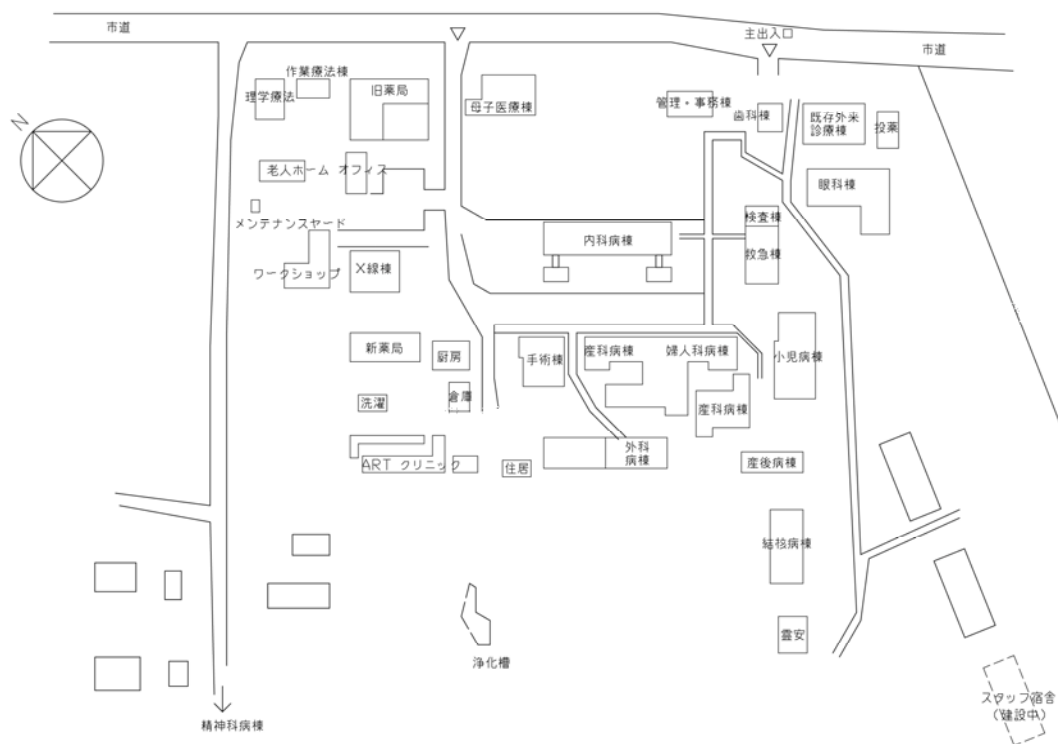 市道
主出入口
市道
N
作業療法棟
理学療法
旧薬局
母子医療棟
管理・事務棟
歯科棟
既存外来
診療棟
投薬
老人ホーム
オフィス
眼科棟
メンテナンスヤード
検査棟
内科病棟
救急棟
ワークショップ
X線棟
新薬局
厨房
手術棟
産科病棟
婦人科病棟
小児病棟
洗濯
倉庫
産科病棟
ART クリニック
住居
外科
病棟
産後病棟
結核病棟
霊安
浄化槽
精神科病棟
スタッフ宿舎
(建設中)